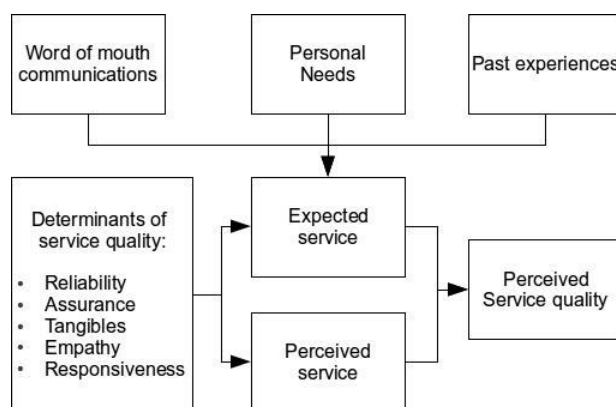 Word of mouth
communications
Personal
Needs
Past experiences
Determinants of
service quality:
• Reliability
• Assurance
• Tangibles
• Empathy
• Responsiveness
Expected
service
Perceived
service
Perceived
Service quality